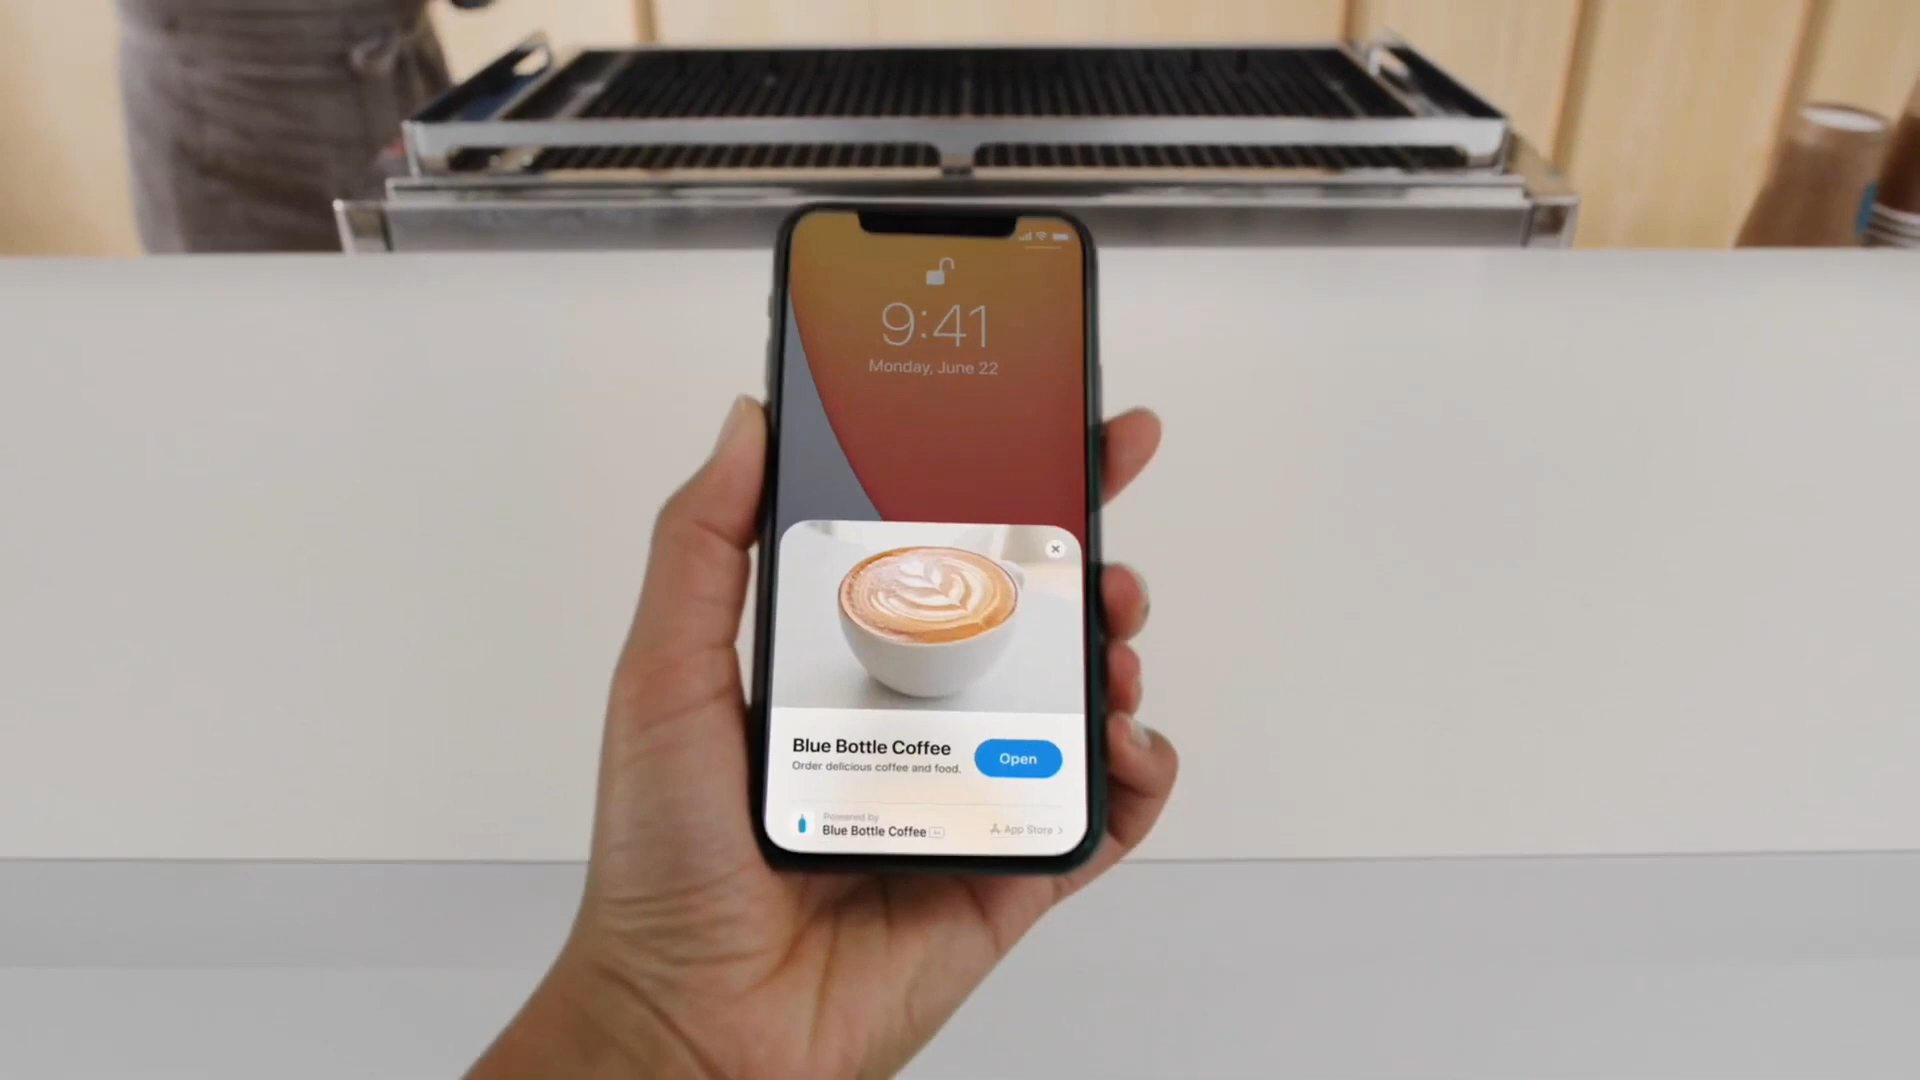 9:41
Monday, June 22
Blue Bottle Coffee
Order delicious coffee and food.
Open
Powered by
Blue Bottle Coffee
App Store